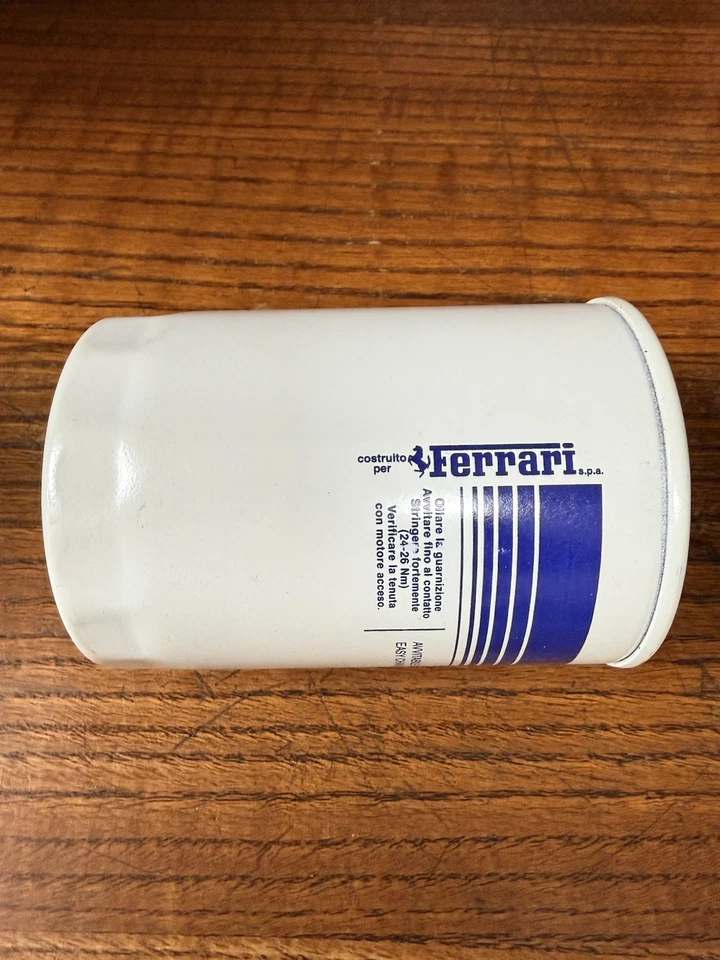 costruito
per
Ferrari s.p.a.
Oliare la guarnizione
Avvitare fino al contatto
Stringere fortemente
(24-26 Nm)
Verificare la tenuta
con motore acceso.
EASY